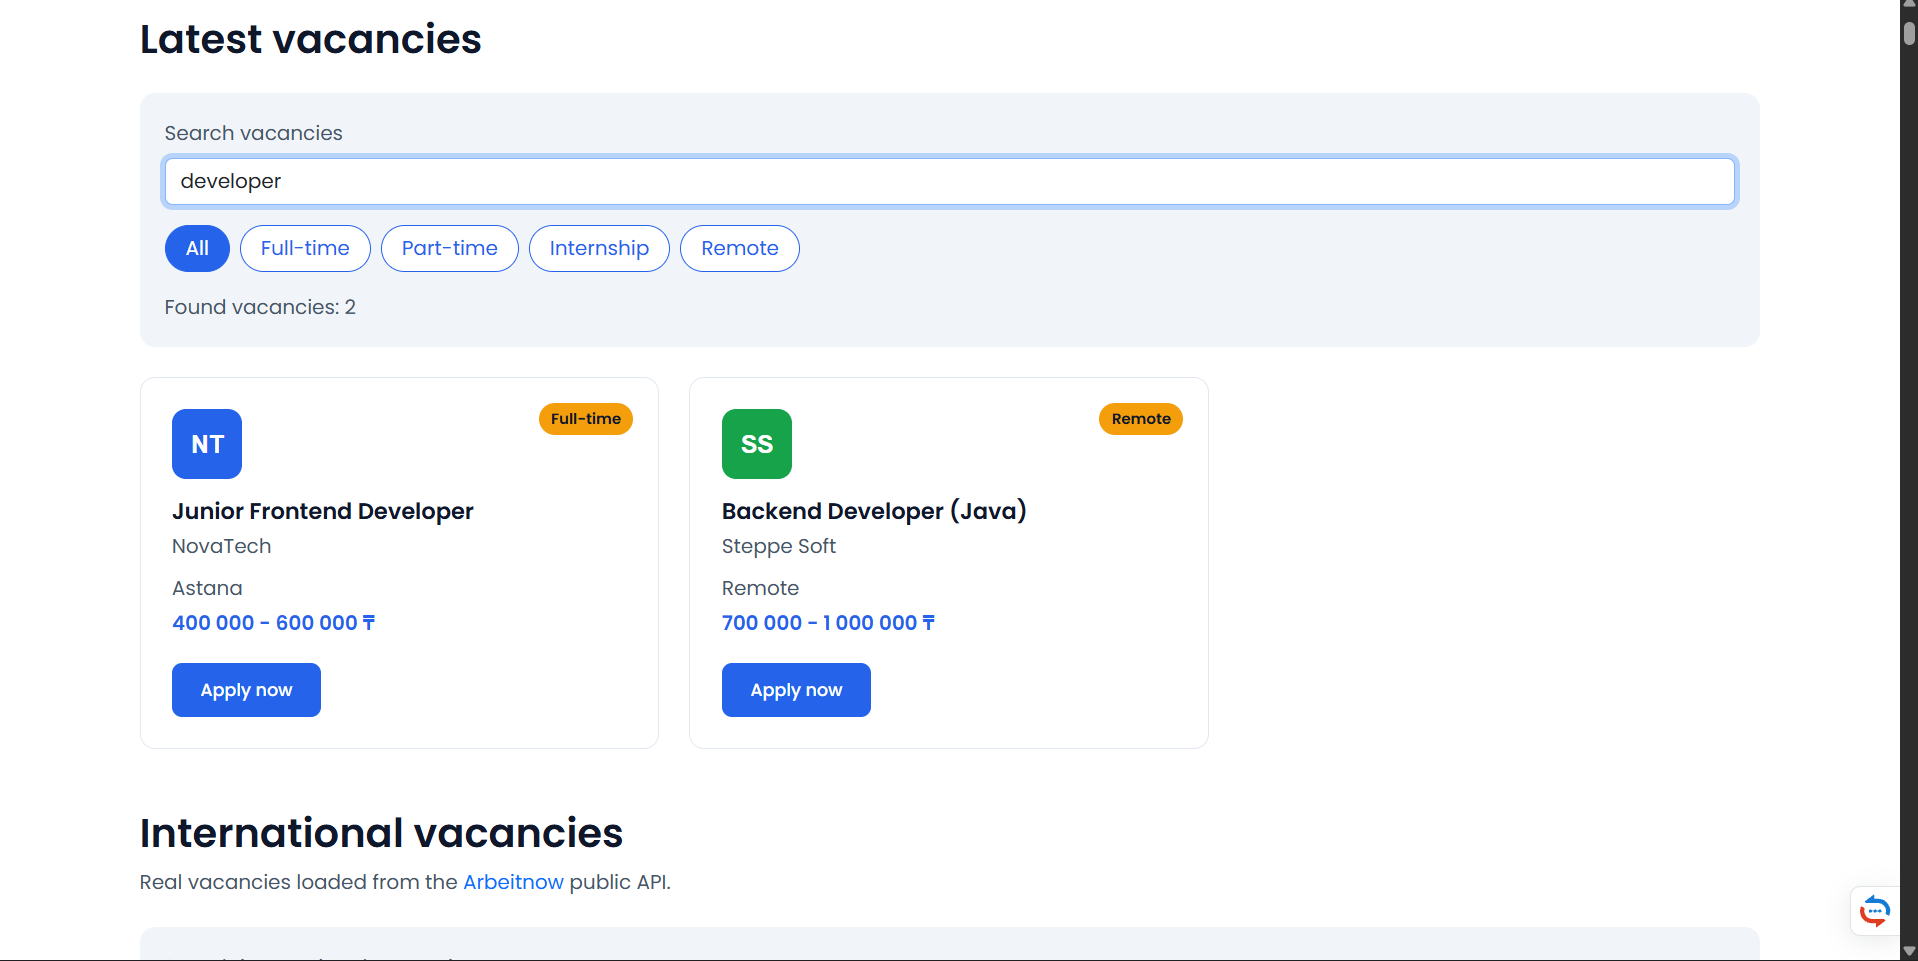 Latest vacancies
Search vacancies
developer
All Full-time Part-time Internship Remote
Found vacancies: 2
NT Full-time
Junior Frontend Developer
NovaTech
Astana
400 000 - 600 000 ₸
Apply now
SS Remote
Backend Developer (Java)
Steppe Soft
Remote
700 000 - 1 000 000 ₸
Apply now
International vacancies
Real vacancies loaded from the Arbeitnow public API.